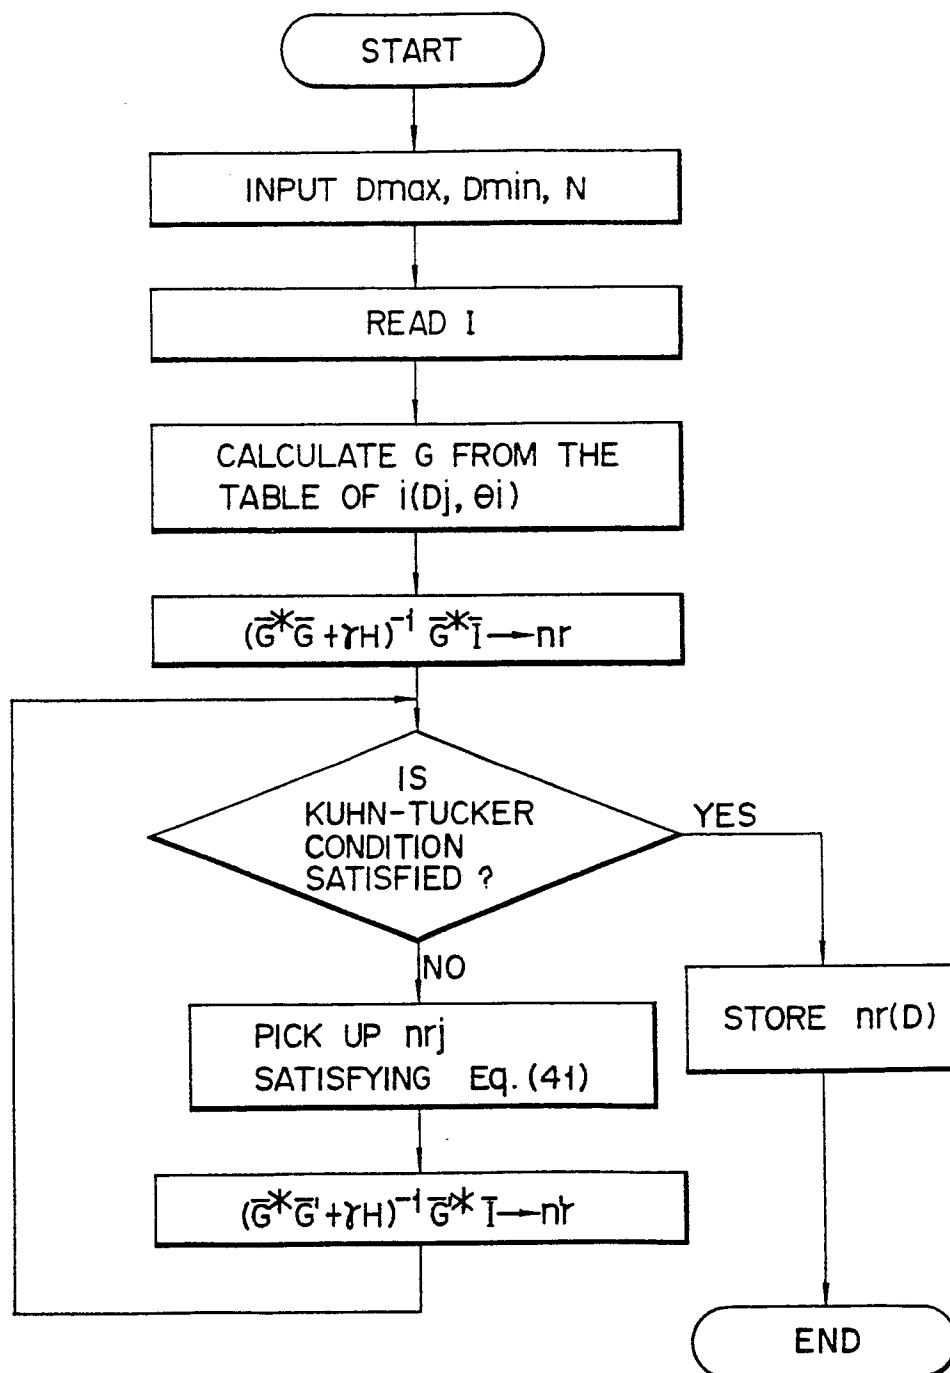 START
INPUT Dmax, Dmin, N
READ I
CALCULATE G FROM THE
TABLE OF i(Dj, θi)
(G̅*G̅ + γH)⁻¹ G̅*I̅ → nr
IS
KUHN-TUCKER
CONDITION
SATISFIED ?
YES
NO
PICK UP nrj
SATISFYING Eq. (41)
STORE nr(D)
(G̅*G̅' + γH)⁻¹ G̅'* I̅ → n'r
END